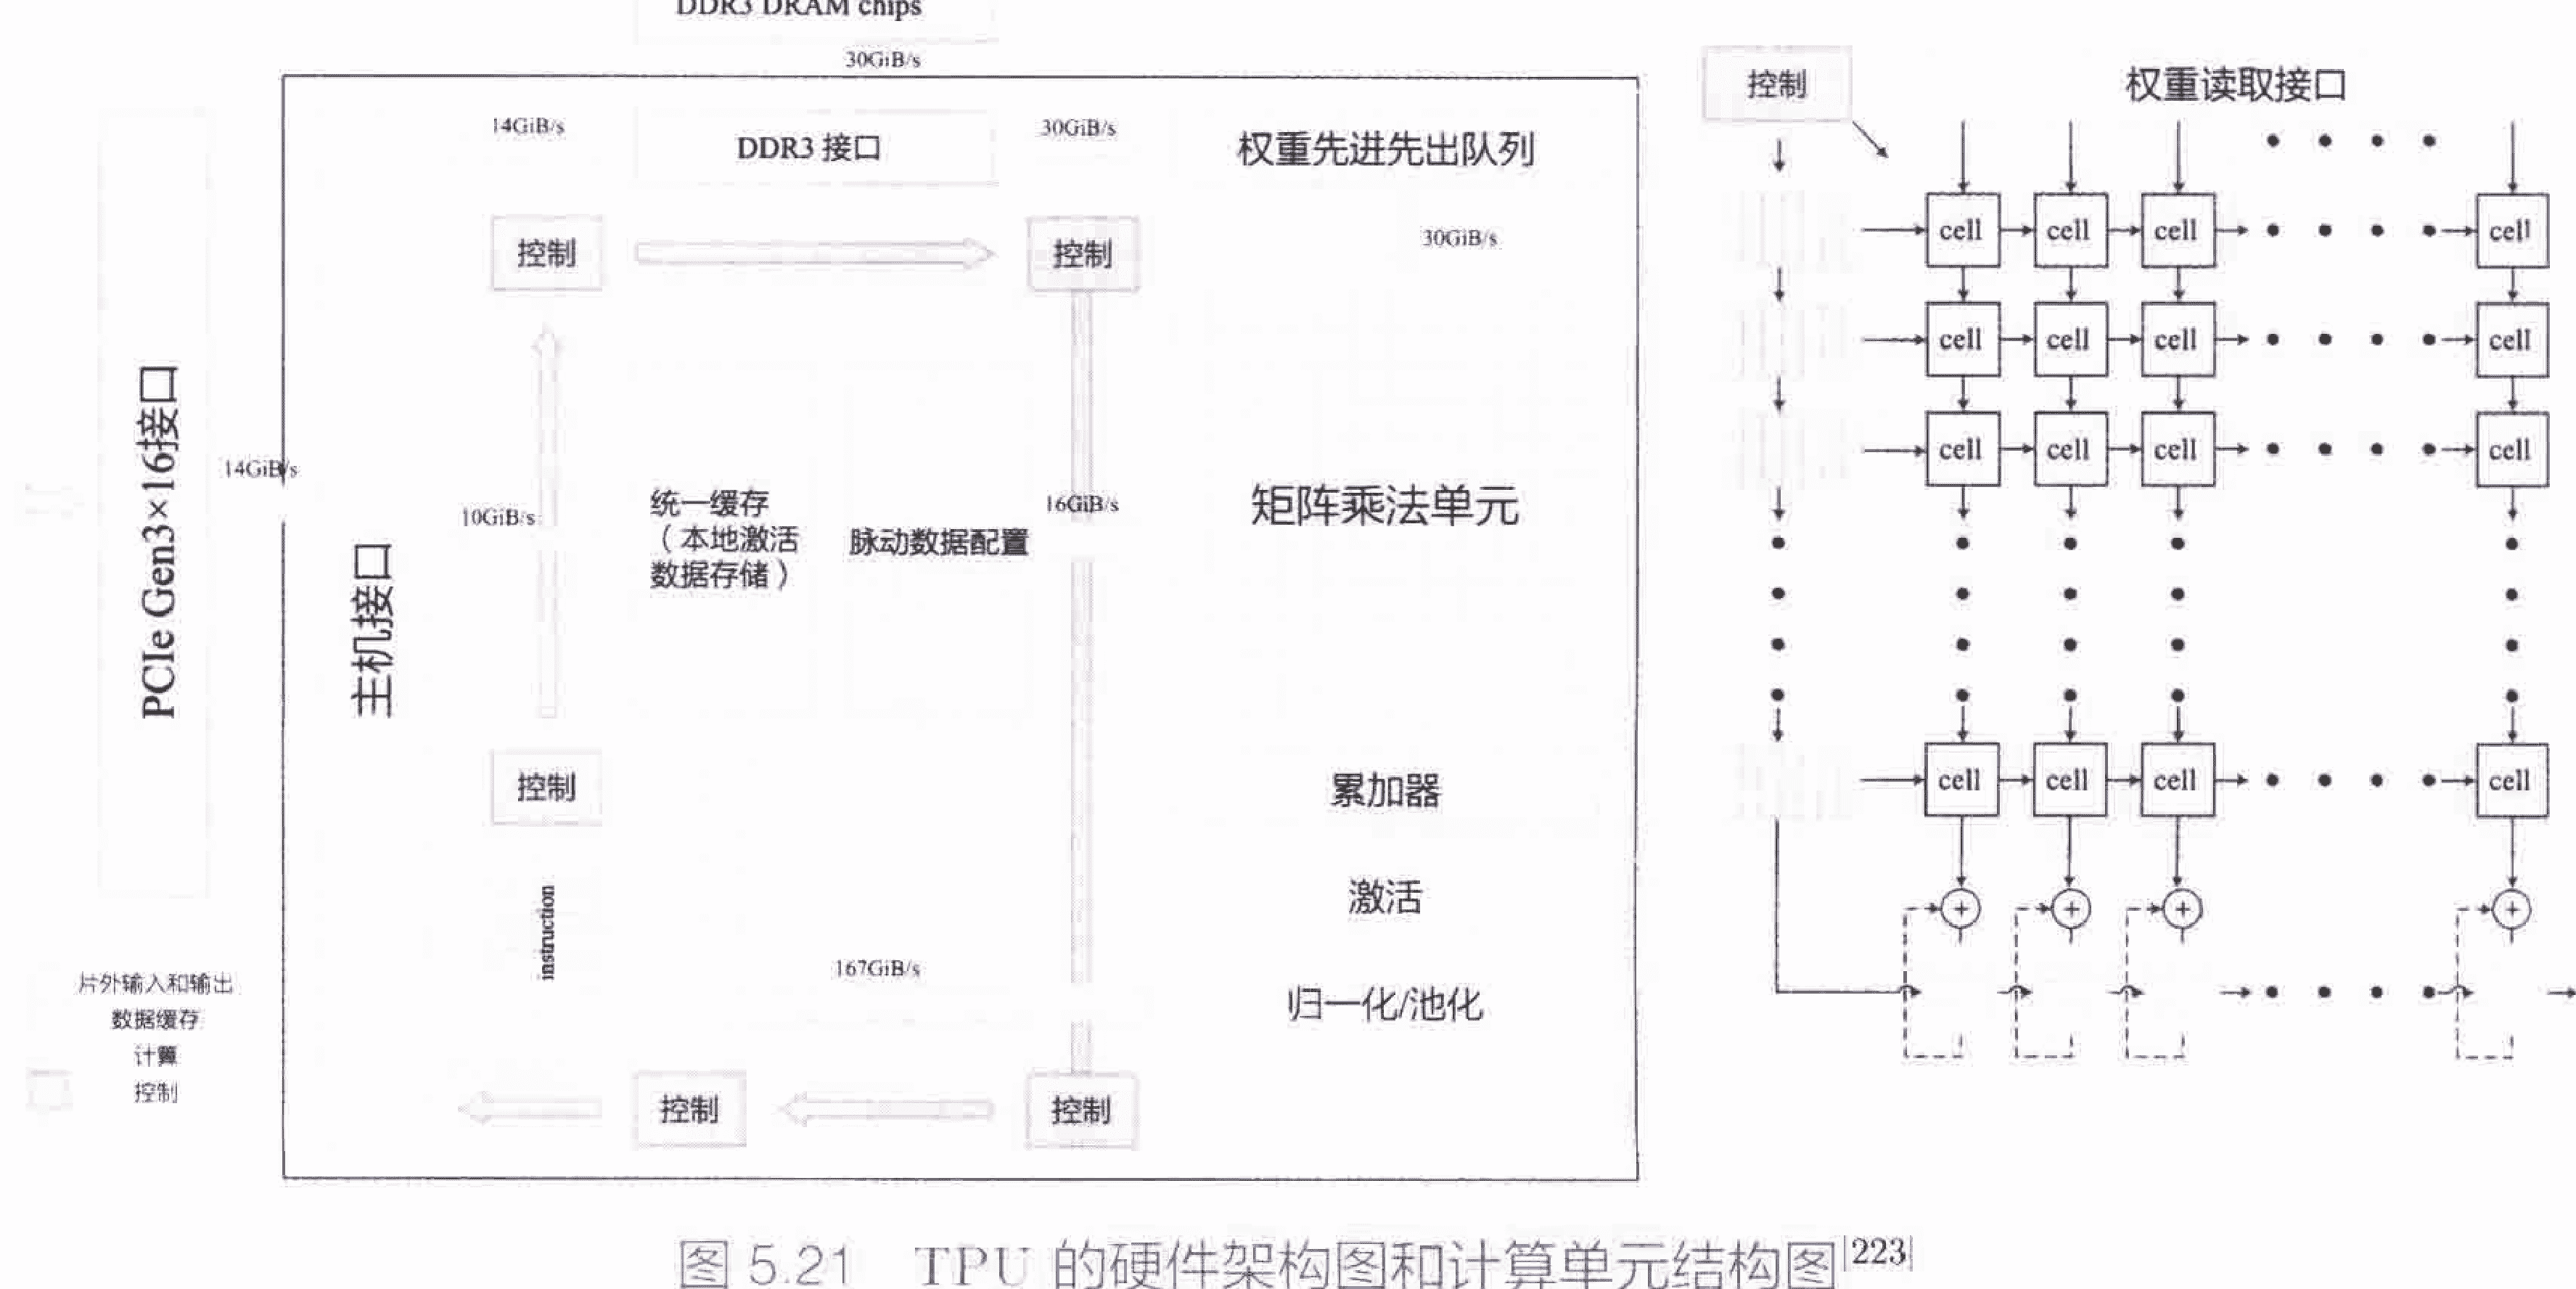 DDR3 DRAM chips
30GiB/s
14GiB/s
DDR3 接口
30GiB/s
权重先进先出队列
控制
控制
30GiB/s
PCIe Gen3×16接口
14GiB/s
主机接口
10GiB/s
统一缓存
（本地激活
数据存储）
脉动数据配置
16GiB/s
矩阵乘法单元
控制
累加器
instruction
激活
167GiB/s
归一化/池化
片外输入和输出
数据缓存
计算
控制
控制
控制
控制
权重读取接口
cell cell cell cell
cell cell cell cell
cell cell cell cell
cell cell cell cell
+ + + +
图 5.21 TPU 的硬件架构图和计算单元结构图[223]